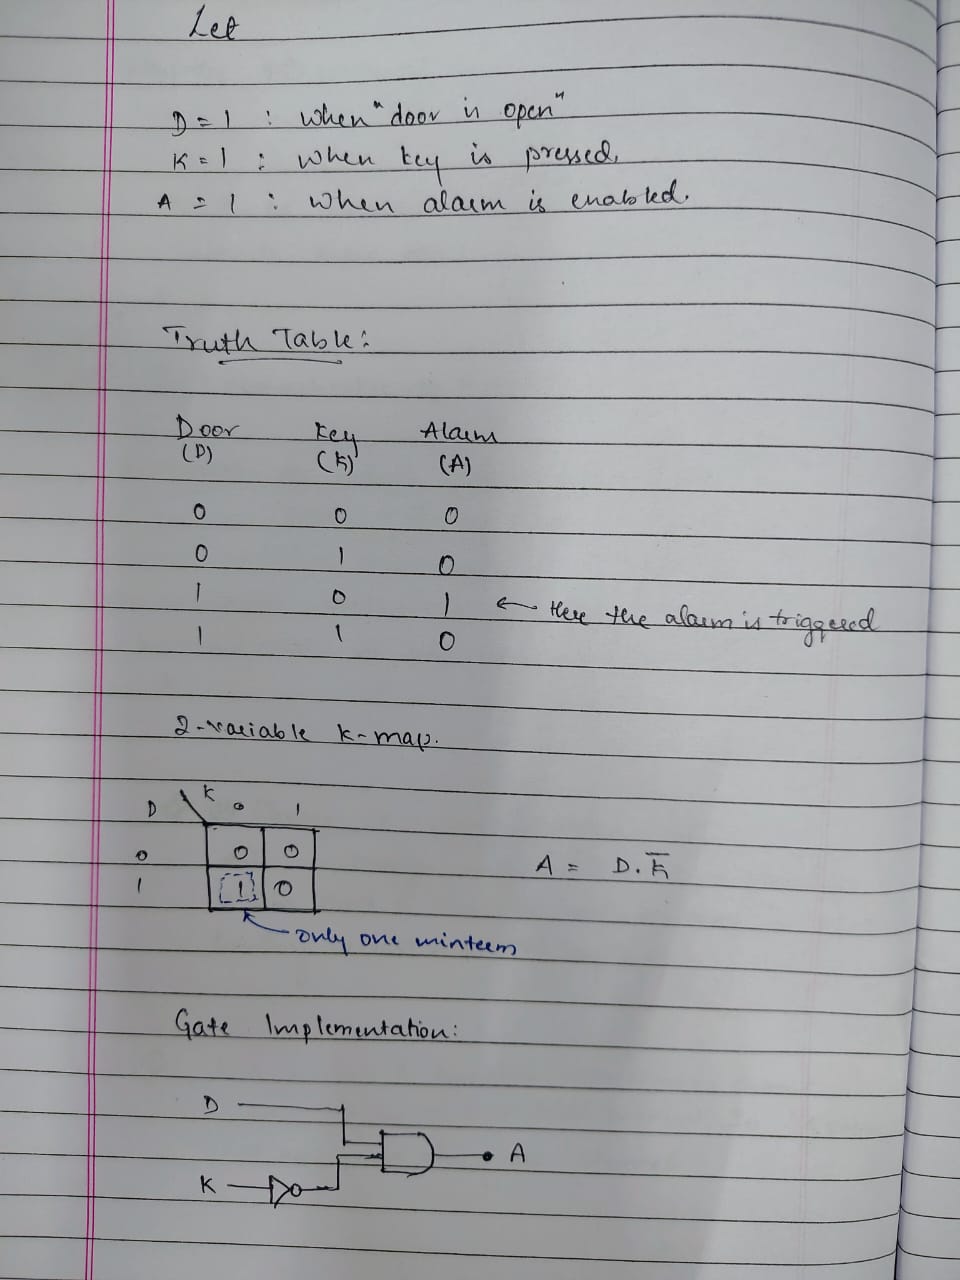 Let
D = 1 : when "door is open"
K = 1 : when key is pressed,
A = 1 : when alarm is enabled.
Truth Table:
Door Key Alarm
(D) (K) (A)
0 0 0
0 1 0
1 0 1 ← Here the alarm is triggered
1 1 0
2-variable k-map.
D \ K 0 1
0 0 0
1 1 0
A = D.K̅
only one minterm
Gate Implementation:
D
A
K